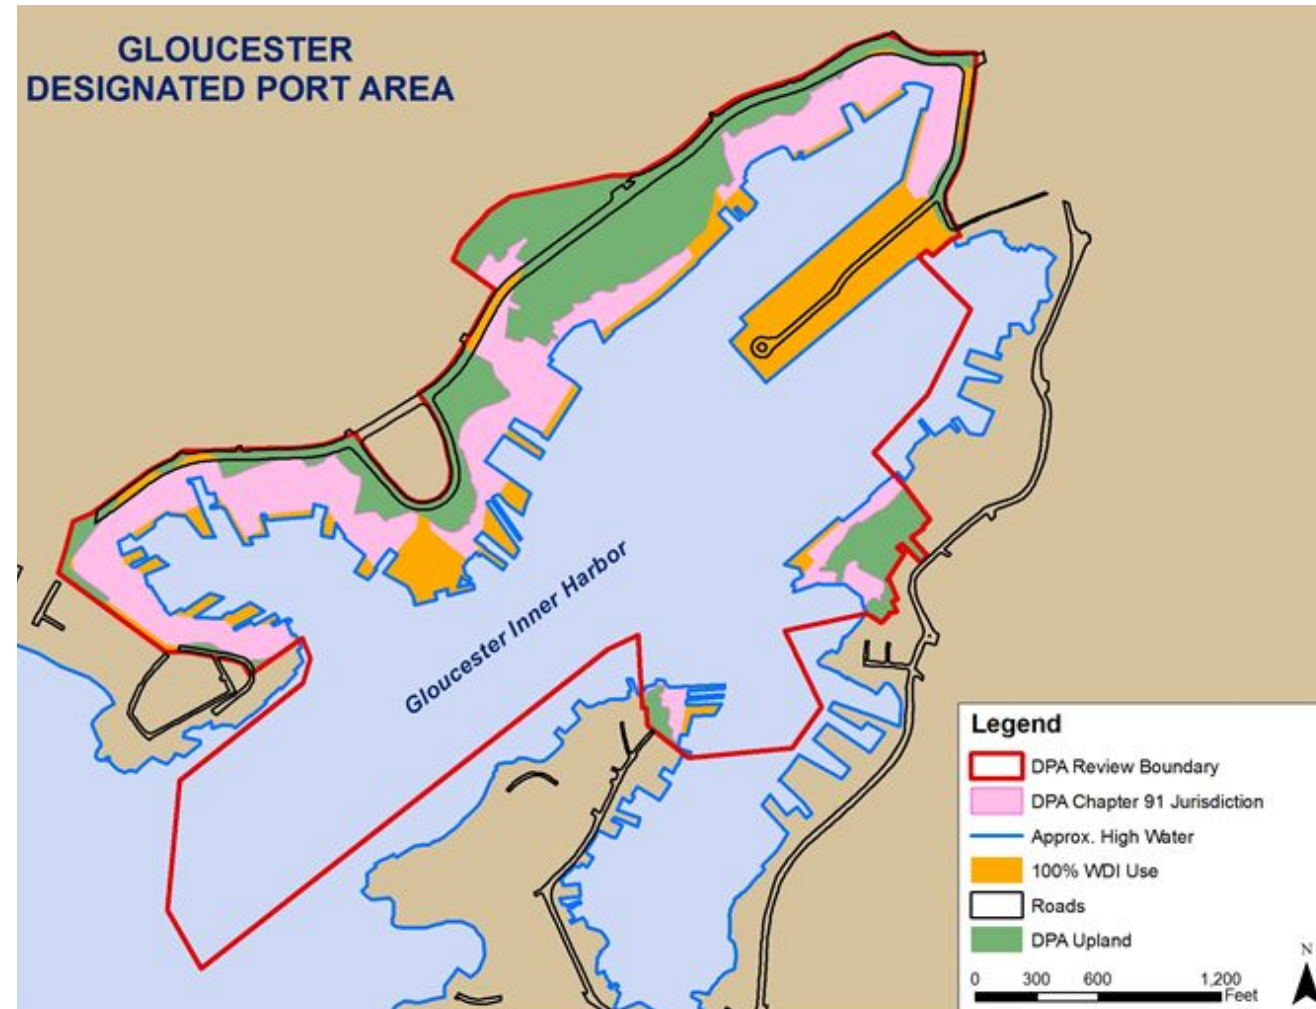 GLOUCESTER
DESIGNATED PORT AREA
Gloucester Inner Harbor
Legend
DPA Review Boundary
DPA Chapter 91 Jurisdiction
Approx. High Water
100% WDI Use
Roads
DPA Upland
N
0 300 600 1,200
Feet